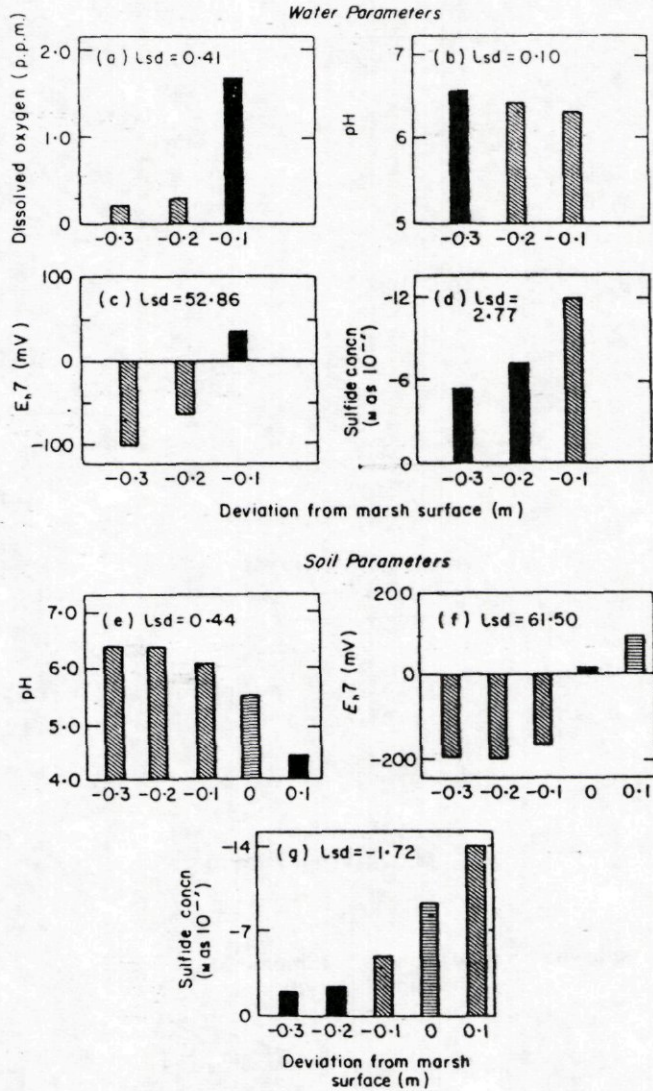 Water Parameters
Dissolved oxygen (p.p.m.)
2·0
1·0
0
(a) Lsd = 0·41
-0·3 -0·2 -0·1
pH
7
6
5
(b) Lsd = 0·10
-0·3 -0·2 -0·1
Eh7 (mV)
100
0
-100
(c) Lsd = 52·86
-0·3 -0·2 -0·1
Sulfide concn
(M as 10⁻ˣ)
-12
-6
0
(d) Lsd =
2·77
-0·3 -0·2 -0·1
Deviation from marsh surface (m)
Soil Parameters
pH
7·0
6·0
5·0
4·0
(e) Lsd = 0·44
-0·3 -0·2 -0·1 0 0·1
Eh7 (mV)
200
0
-200
(f) Lsd = 61·50
-0·3 -0·2 -0·1 0 0·1
Sulfide concn
(M as 10⁻ˣ)
-14
-7
0
(g) Lsd = -1·72
-0·3 -0·2 -0·1 0 0·1
Deviation from marsh
surface (m)